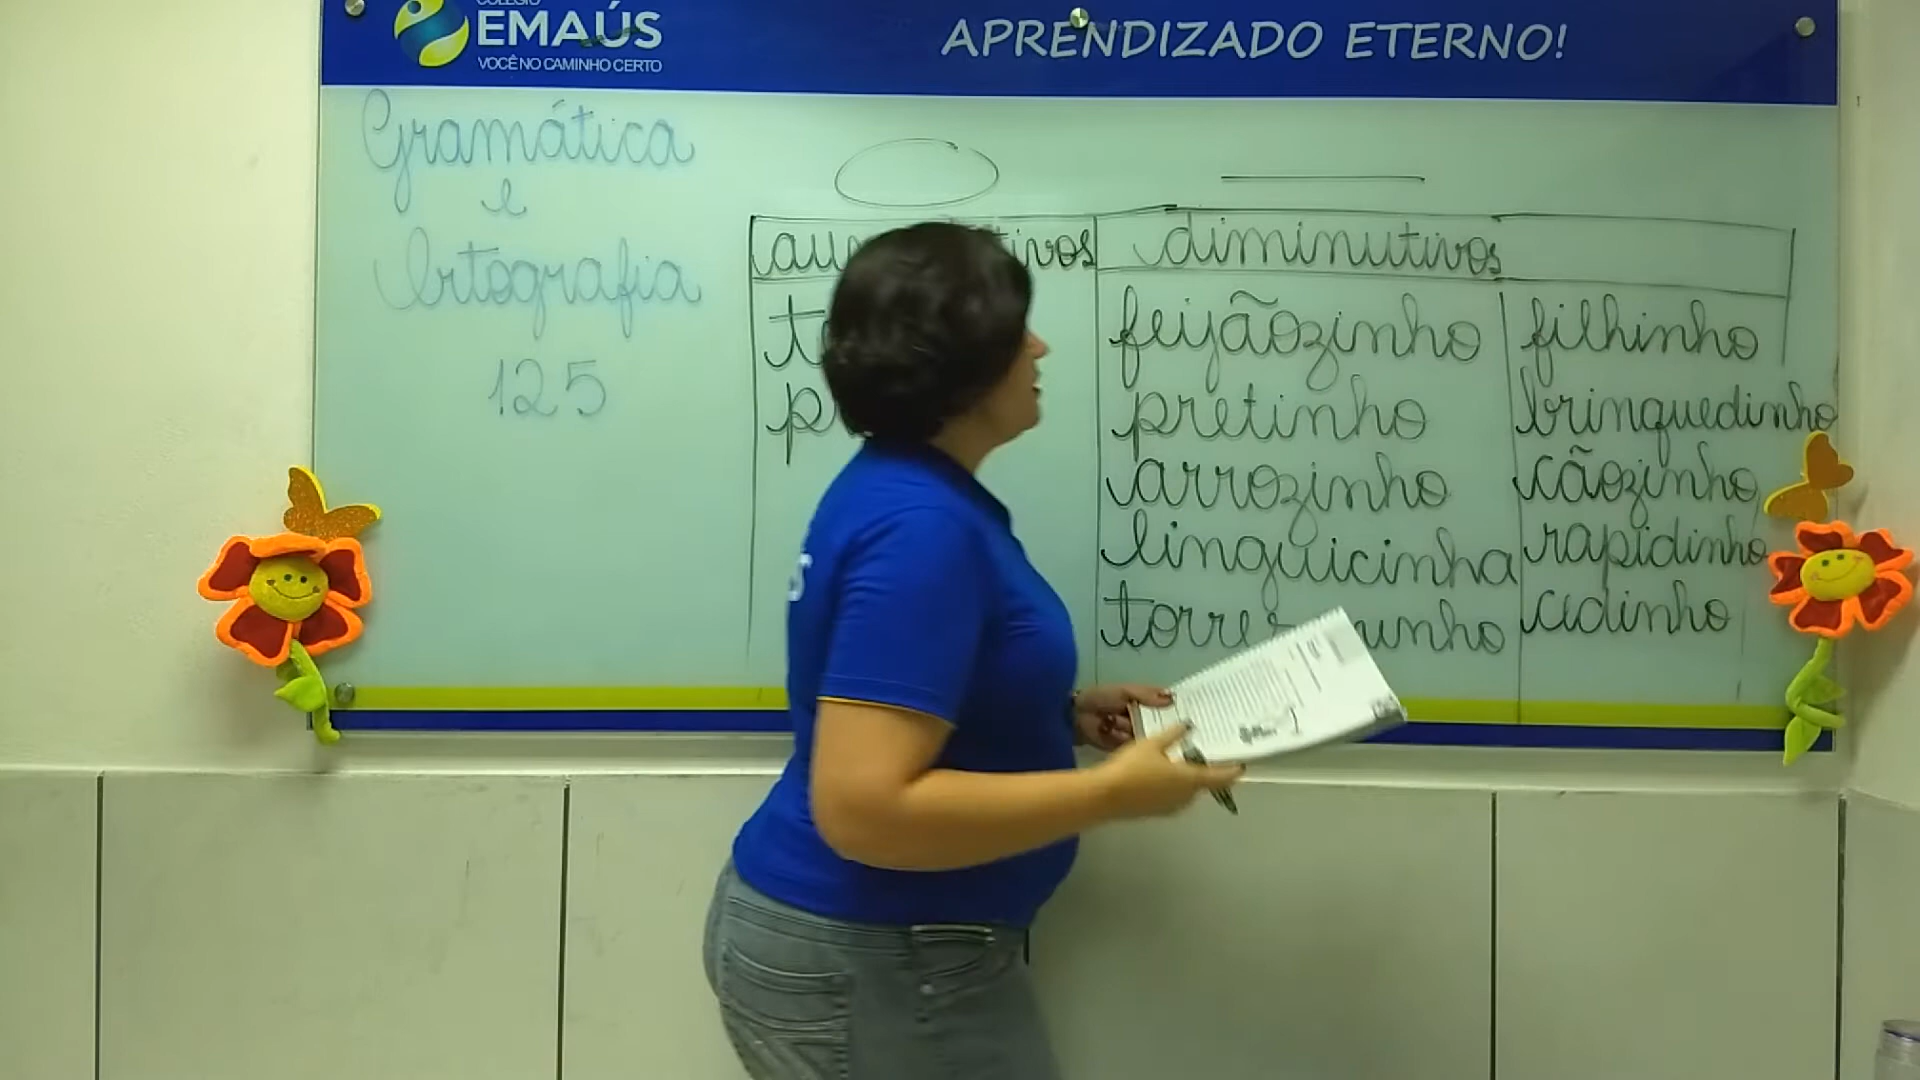 COLÉGIO
EMAÚS
VOCÊ NO CAMINHO CERTO
APRENDIZADO ETERNO!
Gramática
e
Ortografia
125
diminutivos
feijãozinho
pretinho
arrozinho
linguicinha
filhinho
brinquedinho
cãozinho
rapidinho
cidinho